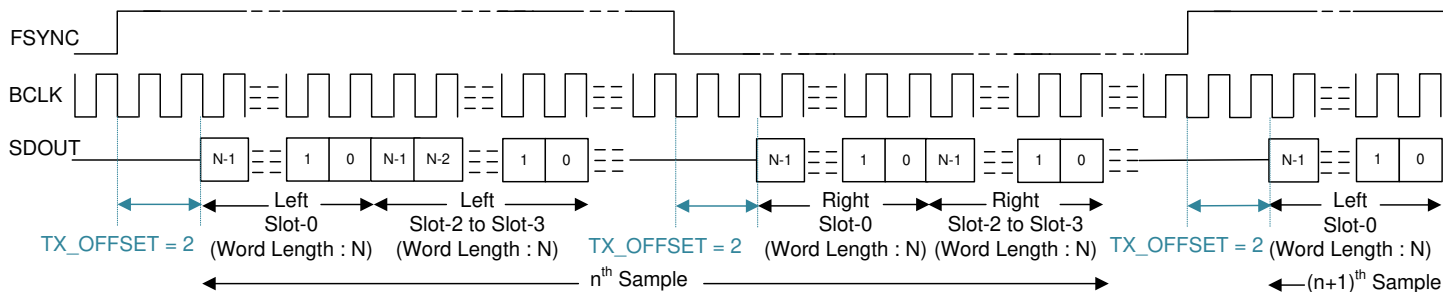 FSYNC
BCLK
SDOUT
N-1 1 0 N-1 N-2 1 0 N-1 1 0 N-1 1 0 N-1 1 0
Left Left Right Right Left
Slot-0 Slot-2 to Slot-3 Slot-0 Slot-2 to Slot-3 Slot-0
TX_OFFSET = 2 (Word Length : N) (Word Length : N) TX_OFFSET = 2 (Word Length : N) (Word Length : N) TX_OFFSET = 2 (Word Length : N)
nth Sample (n+1)th Sample